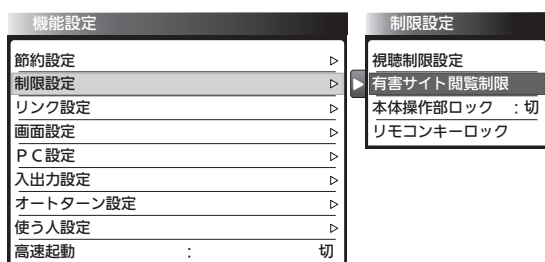 機能設定
節約設定
制限設定
リンク設定
画面設定
ＰＣ設定
入出力設定
オートターン設定
使う人設定
高速起動 : 切
制限設定
視聴制限設定
有害サイト閲覧制限
本体操作部ロック : 切
リモコンキーロック